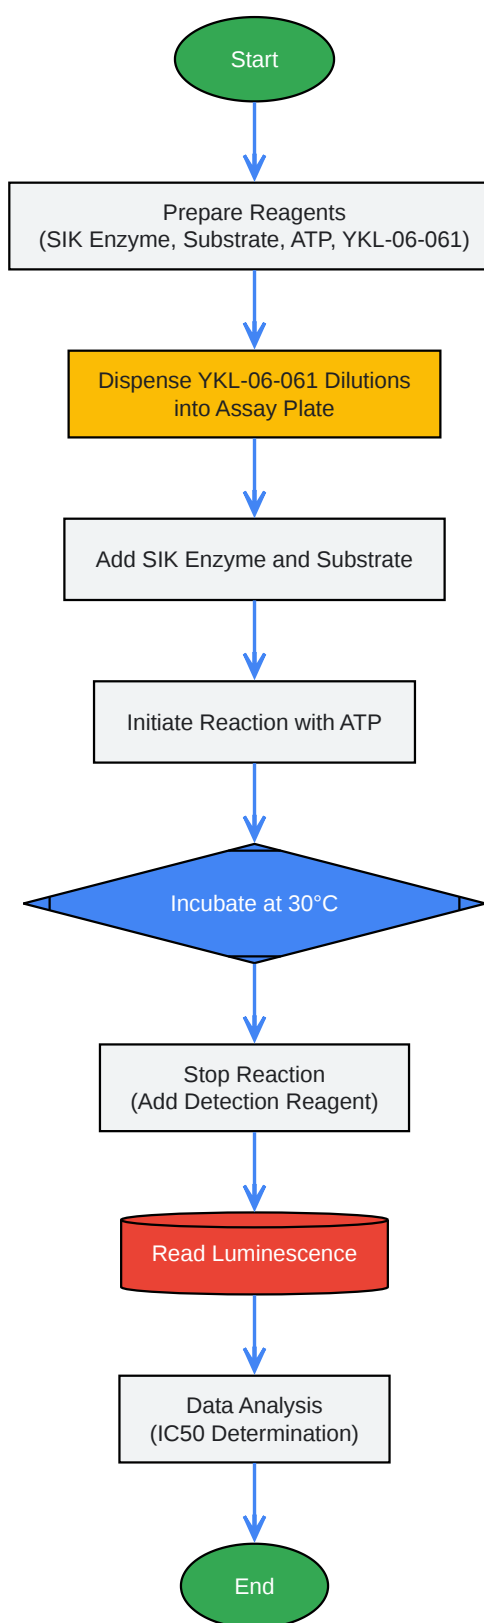 Start
Prepare Reagents
(SIK Enzyme, Substrate, ATP, YKL-06-061)
Dispense YKL-06-061 Dilutions
into Assay Plate
Add SIK Enzyme and Substrate
Initiate Reaction with ATP
Incubate at 30°C
Stop Reaction
(Add Detection Reagent)
Read Luminescence
Data Analysis
(IC50 Determination)
End